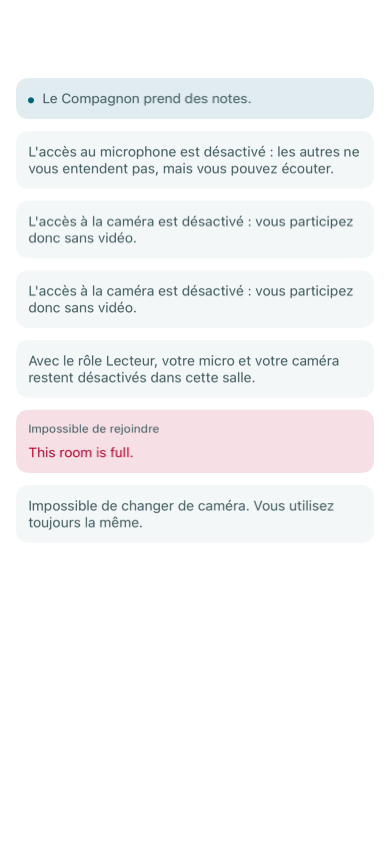 Le Compagnon prend des notes.
L'accès au microphone est désactivé : les autres ne
vous entendent pas, mais vous pouvez écouter.
L'accès à la caméra est désactivé : vous participez
donc sans vidéo.
L'accès à la caméra est désactivé : vous participez
donc sans vidéo.
Avec le rôle Lecteur, votre micro et votre caméra
restent désactivés dans cette salle.
Impossible de rejoindre
This room is full.
Impossible de changer de caméra. Vous utilisez
toujours la même.